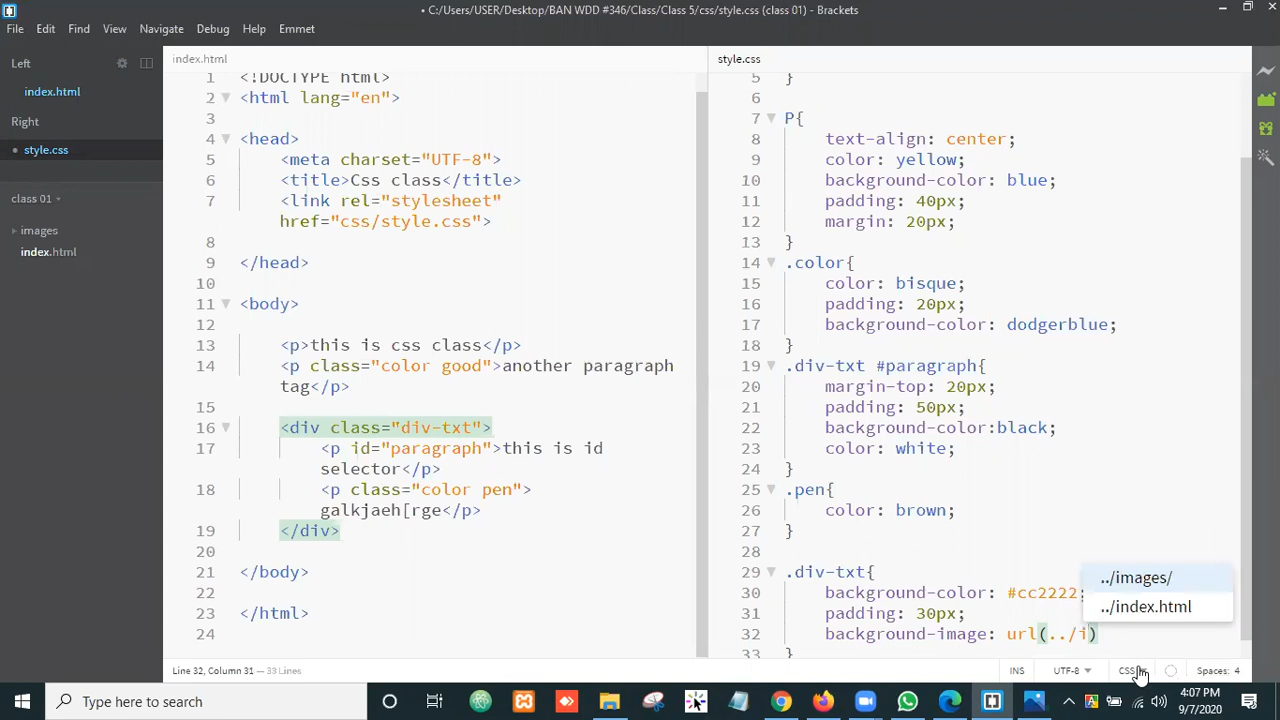 • C:/Users/USER/Desktop/BAN WDD #346/Class/Class 5/css/style.css (class 01) - Brackets
File Edit Find View Navigate Debug Help Emmet
Left
index.html
Right
• style.css
class 01
images
index.html
index.html
1 <!DOCTYPE html>
2 <html lang="en">
3
4 <head>
5 <meta charset="UTF-8">
6 <title>Css class</title>
7 <link rel="stylesheet"
href="css/style.css">
8
9 </head>
10
11 <body>
12
13 <p>this is css class</p>
14 <p class="color good">another paragraph
tag</p>
15
16 <div class="div-txt">
17 <p id="paragraph">this is id
selector</p>
18 <p class="color pen">
galkjaeh[rge</p>
19 </div>
20
21 </body>
22
23 </html>
24
style.css
5 }
6
7 P{
8 text-align: center;
9 color: yellow;
10 background-color: blue;
11 padding: 40px;
12 margin: 20px;
13 }
14 .color{
15 color: bisque;
16 padding: 20px;
17 background-color: dodgerblue;
18 }
19 .div-txt #paragraph{
20 margin-top: 20px;
21 padding: 50px;
22 background-color:black;
23 color: white;
24 }
25 .pen{
26 color: brown;
27 }
28
29 .div-txt{
30 background-color: #cc2222;
31 padding: 30px;
32 background-image: url(../i)
33 }
../images/
../index.html
Line 32, Column 31 — 33 Lines
INS UTF-8 CSS Spaces: 4
Type here to search
4:07 PM
9/7/2020